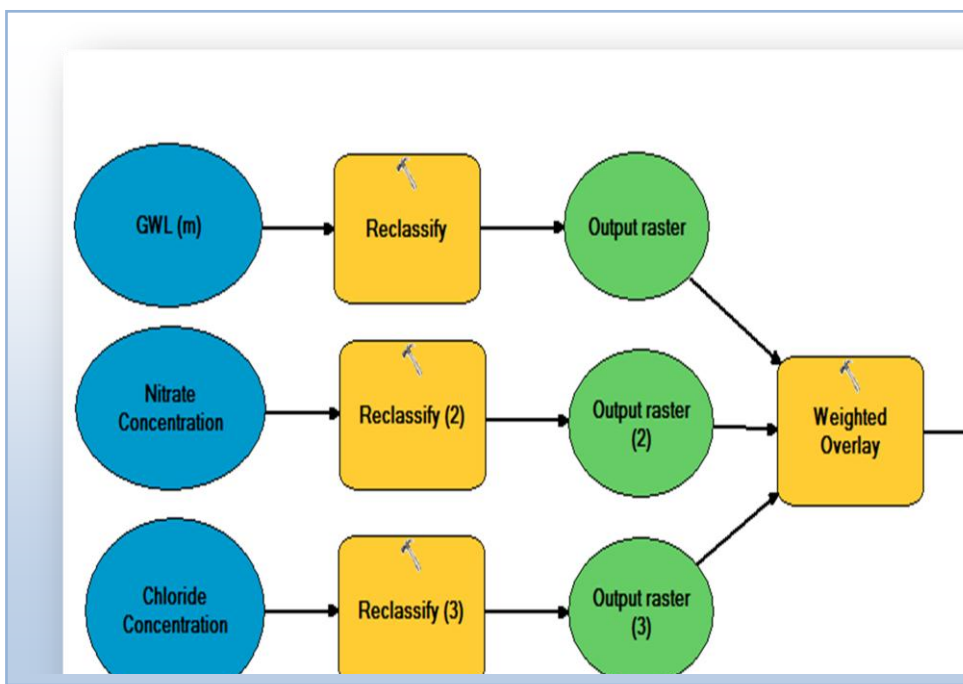 GWL (m)
Reclassify
Output raster
Nitrate
Concentration
Reclassify (2)
Output raster
(2)
Weighted
Overlay
Chloride
Concentration
Reclassify (3)
Output raster
(3)